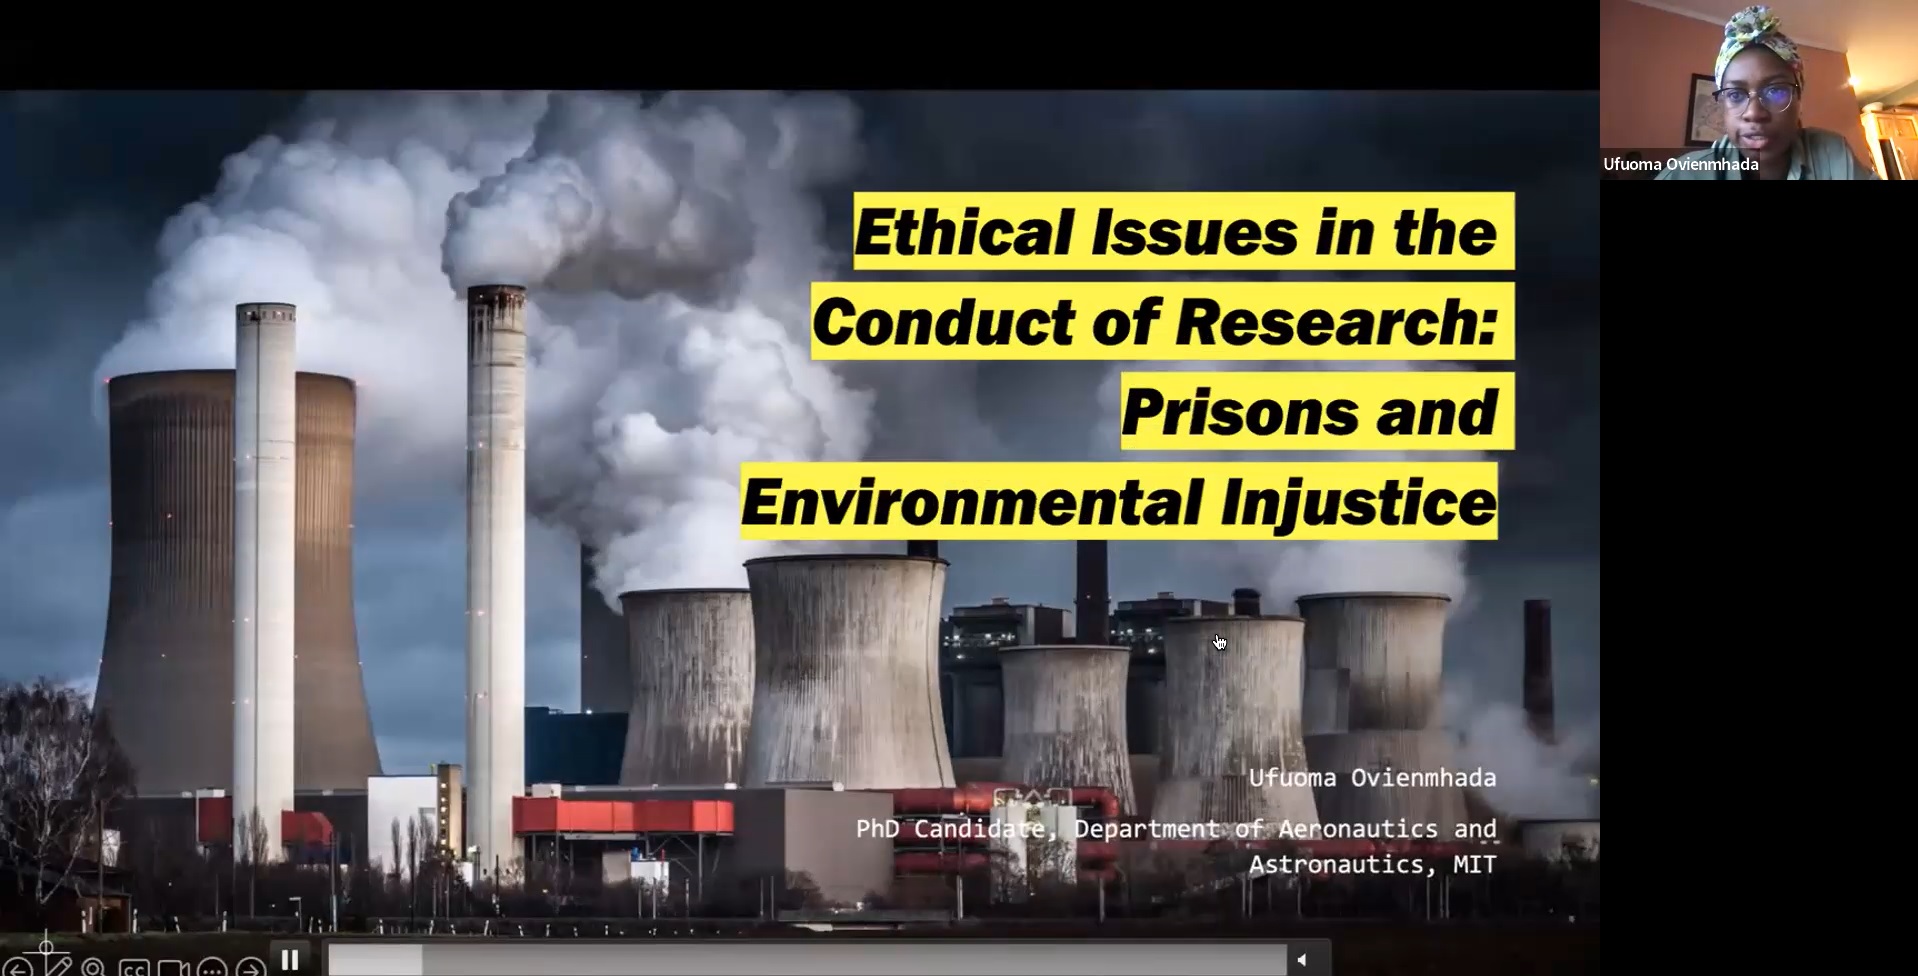 Ethical Issues in the
Conduct of Research:
Prisons and
Environmental Injustice
Ufuoma Ovienmhada
PhD Candidate, Department of Aeronautics and
Astronautics, MIT
Ufuoma Ovienmhada
CC